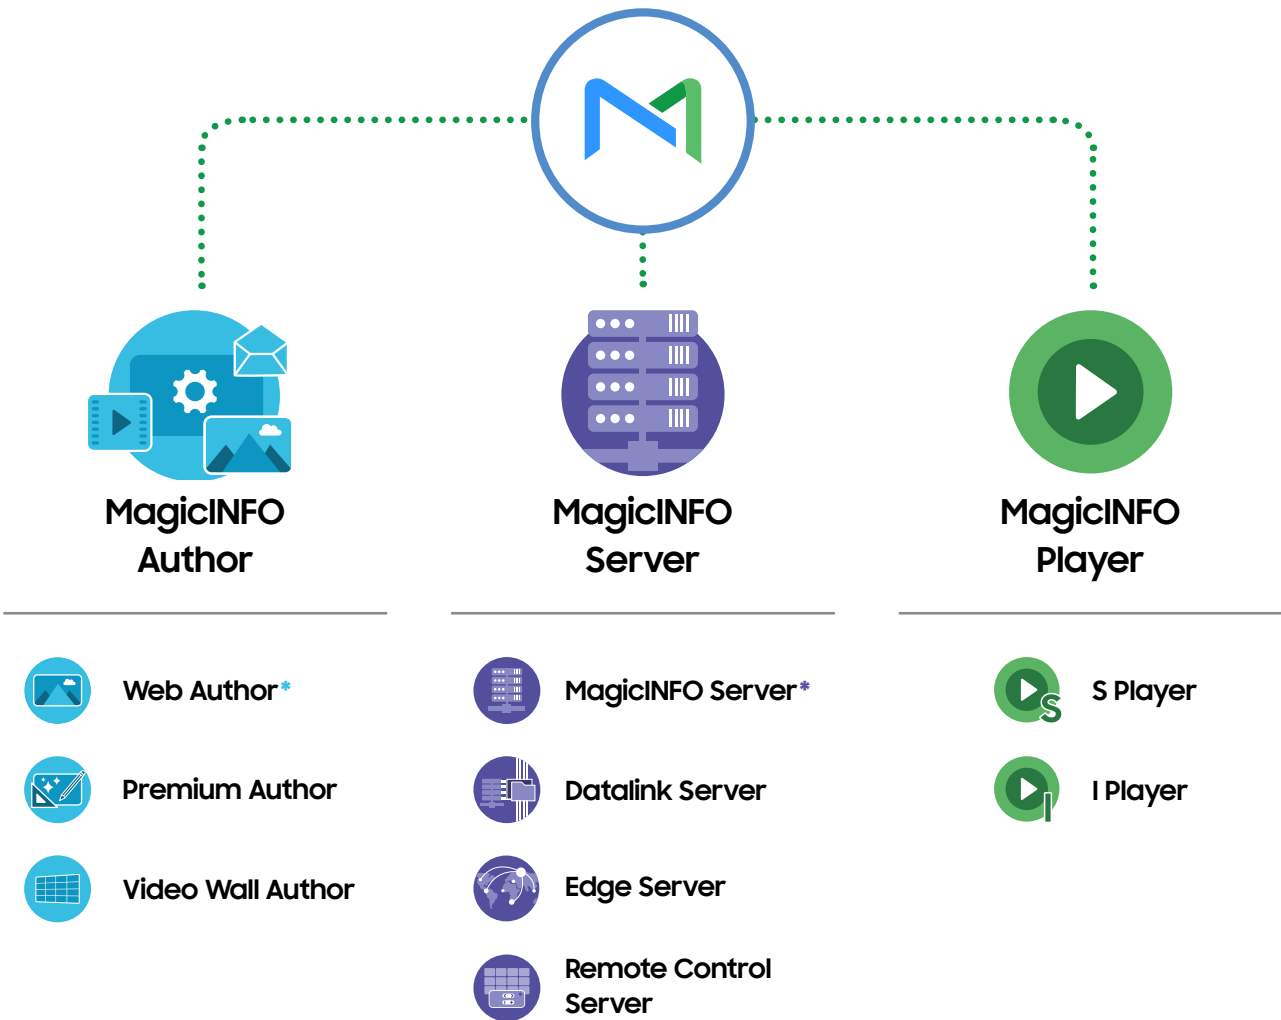 MagicINFO
Author
MagicINFO
Server
MagicINFO
Player
Web Author*
Premium Author
Video Wall Author
MagicINFO Server*
Datalink Server
Edge Server
Remote Control
Server
S
S Player
I
I Player